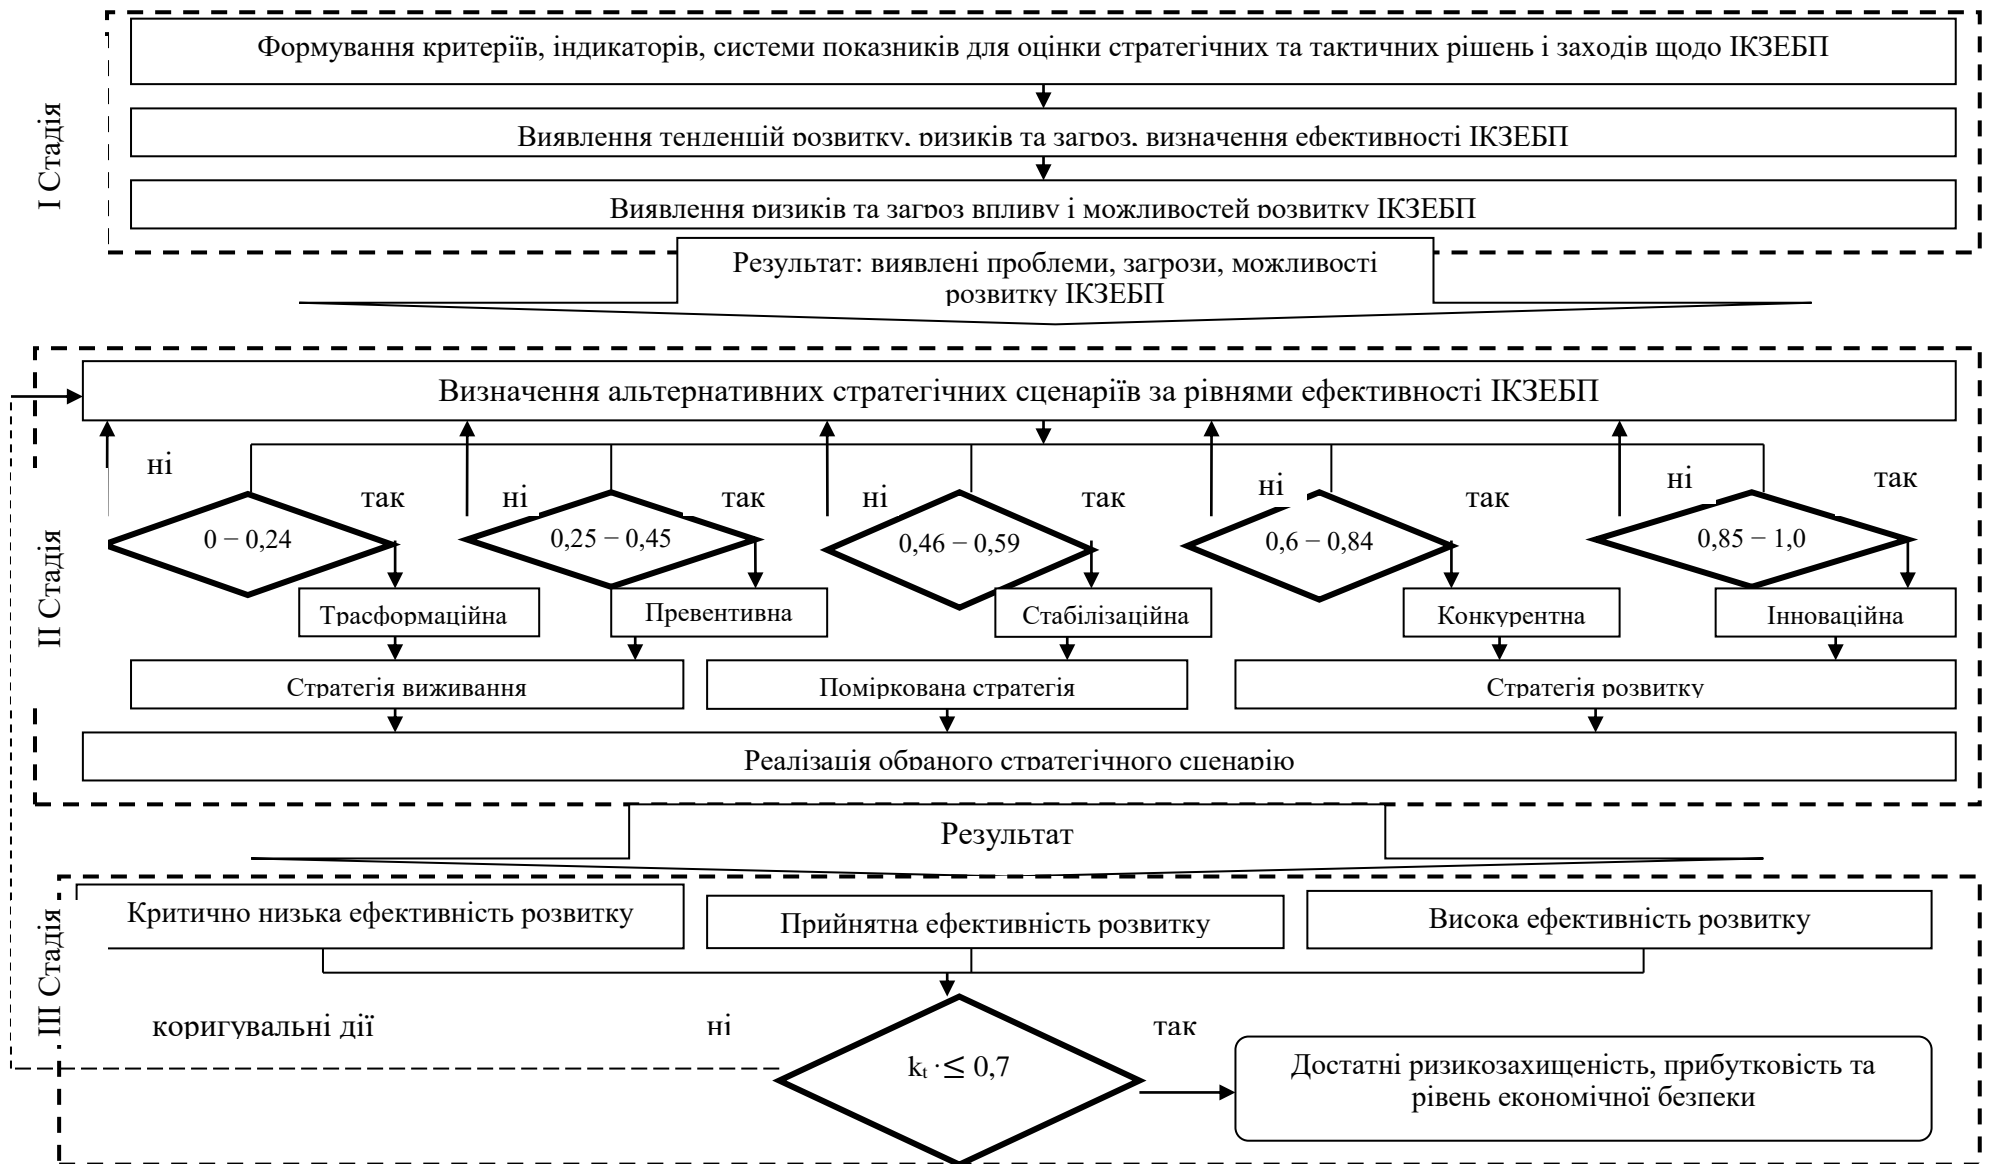 І Стадія
Формування критеріїв, індикаторів, системи показників для оцінки стратегічних та тактичних рішень і заходів щодо ІКЗЕБП
Виявлення тенденцій розвитку, ризиків та загроз, визначення ефективності ІКЗЕБП
Виявлення ризиків та загроз впливу і можливостей розвитку ІКЗЕБП
Результат: виявлені проблеми, загрози, можливості
розвитку ІКЗЕБП
ІІ Стадія
Визначення альтернативних стратегічних сценаріїв за рівнями ефективності ІКЗЕБП
ні
так
ні
так
ні
так
ні
так
ні
так
0 − 0,24
0,25 − 0,45
0,46 − 0,59
0,6 − 0,84
0,85 − 1,0
Трасформаційна
Превентивна
Стабілізаційна
Конкурентна
Інноваційна
Стратегія виживання
Поміркована стратегія
Стратегія розвитку
Реалізація обраного стратегічного сценарію
Результат
ІІІ Стадія
Критично низька ефективність розвитку
Прийнятна ефективність розвитку
Висока ефективність розвитку
коригувальні дії
ні
так
kt ·≤ 0,7
Достатні ризикозахищеність, прибутковість та
рівень економічної безпеки